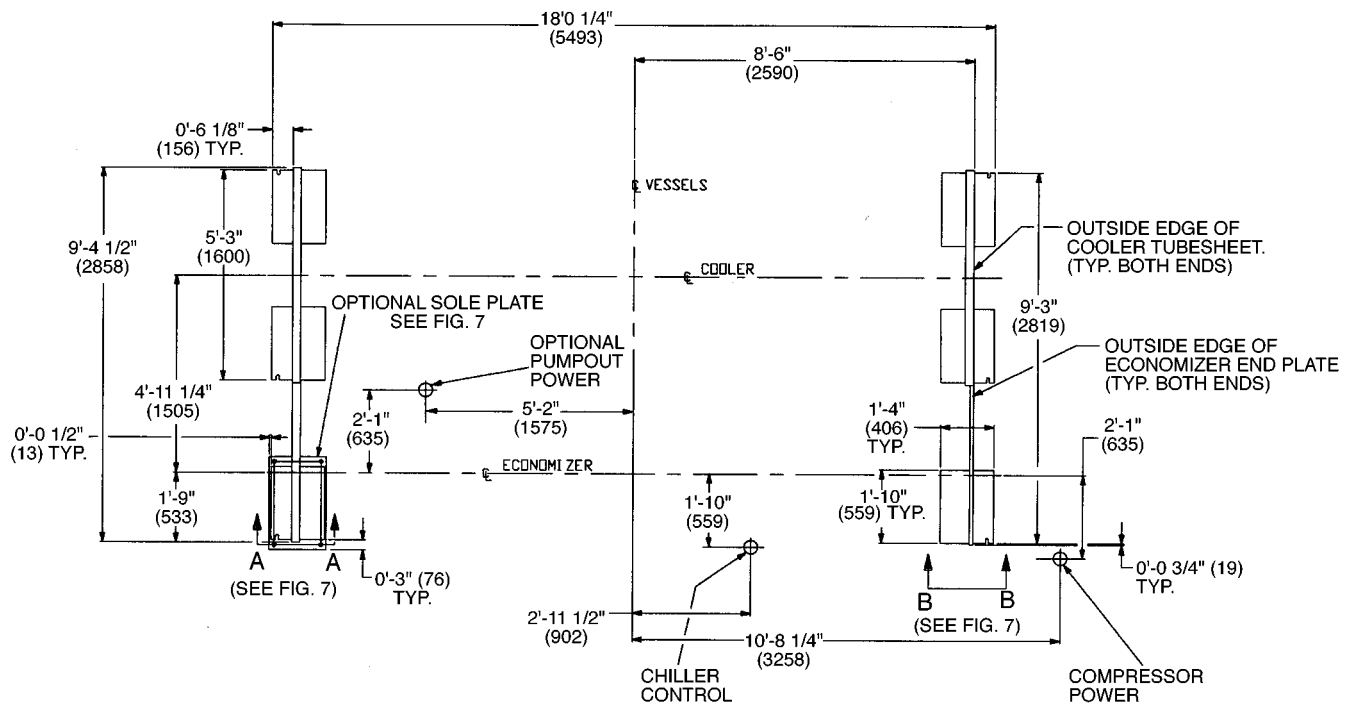 18'0 1/4"
(5493)
8'-6"
(2590)
0'-6 1/8"
(156) TYP.
℄ VESSELS
9'-4 1/2"
(2858)
5'-3"
(1600)
OUTSIDE EDGE OF
COOLER TUBESHEET.
(TYP. BOTH ENDS)
℄ COOLER
OPTIONAL SOLE PLATE
SEE FIG. 7
9'-3"
(2819)
OPTIONAL
PUMPOUT
POWER
OUTSIDE EDGE OF
ECONOMIZER END PLATE
(TYP. BOTH ENDS)
4'-11 1/4"
(1505)
2'-1"
(635)
5'-2"
(1575)
1'-4"
(406)
TYP.
2'-1"
(635)
0'-0 1/2"
(13) TYP.
℄ ECONOMIZER
1'-9"
(533)
1'-10"
(559)
1'-10"
(559) TYP.
A
A
(SEE FIG. 7)
0'-3" (76)
TYP.
0'-0 3/4" (19)
TYP.
B
B
(SEE FIG. 7)
2'-11 1/2"
(902)
10'-8 1/4"
(3258)
CHILLER
CONTROL
COMPRESSOR
POWER